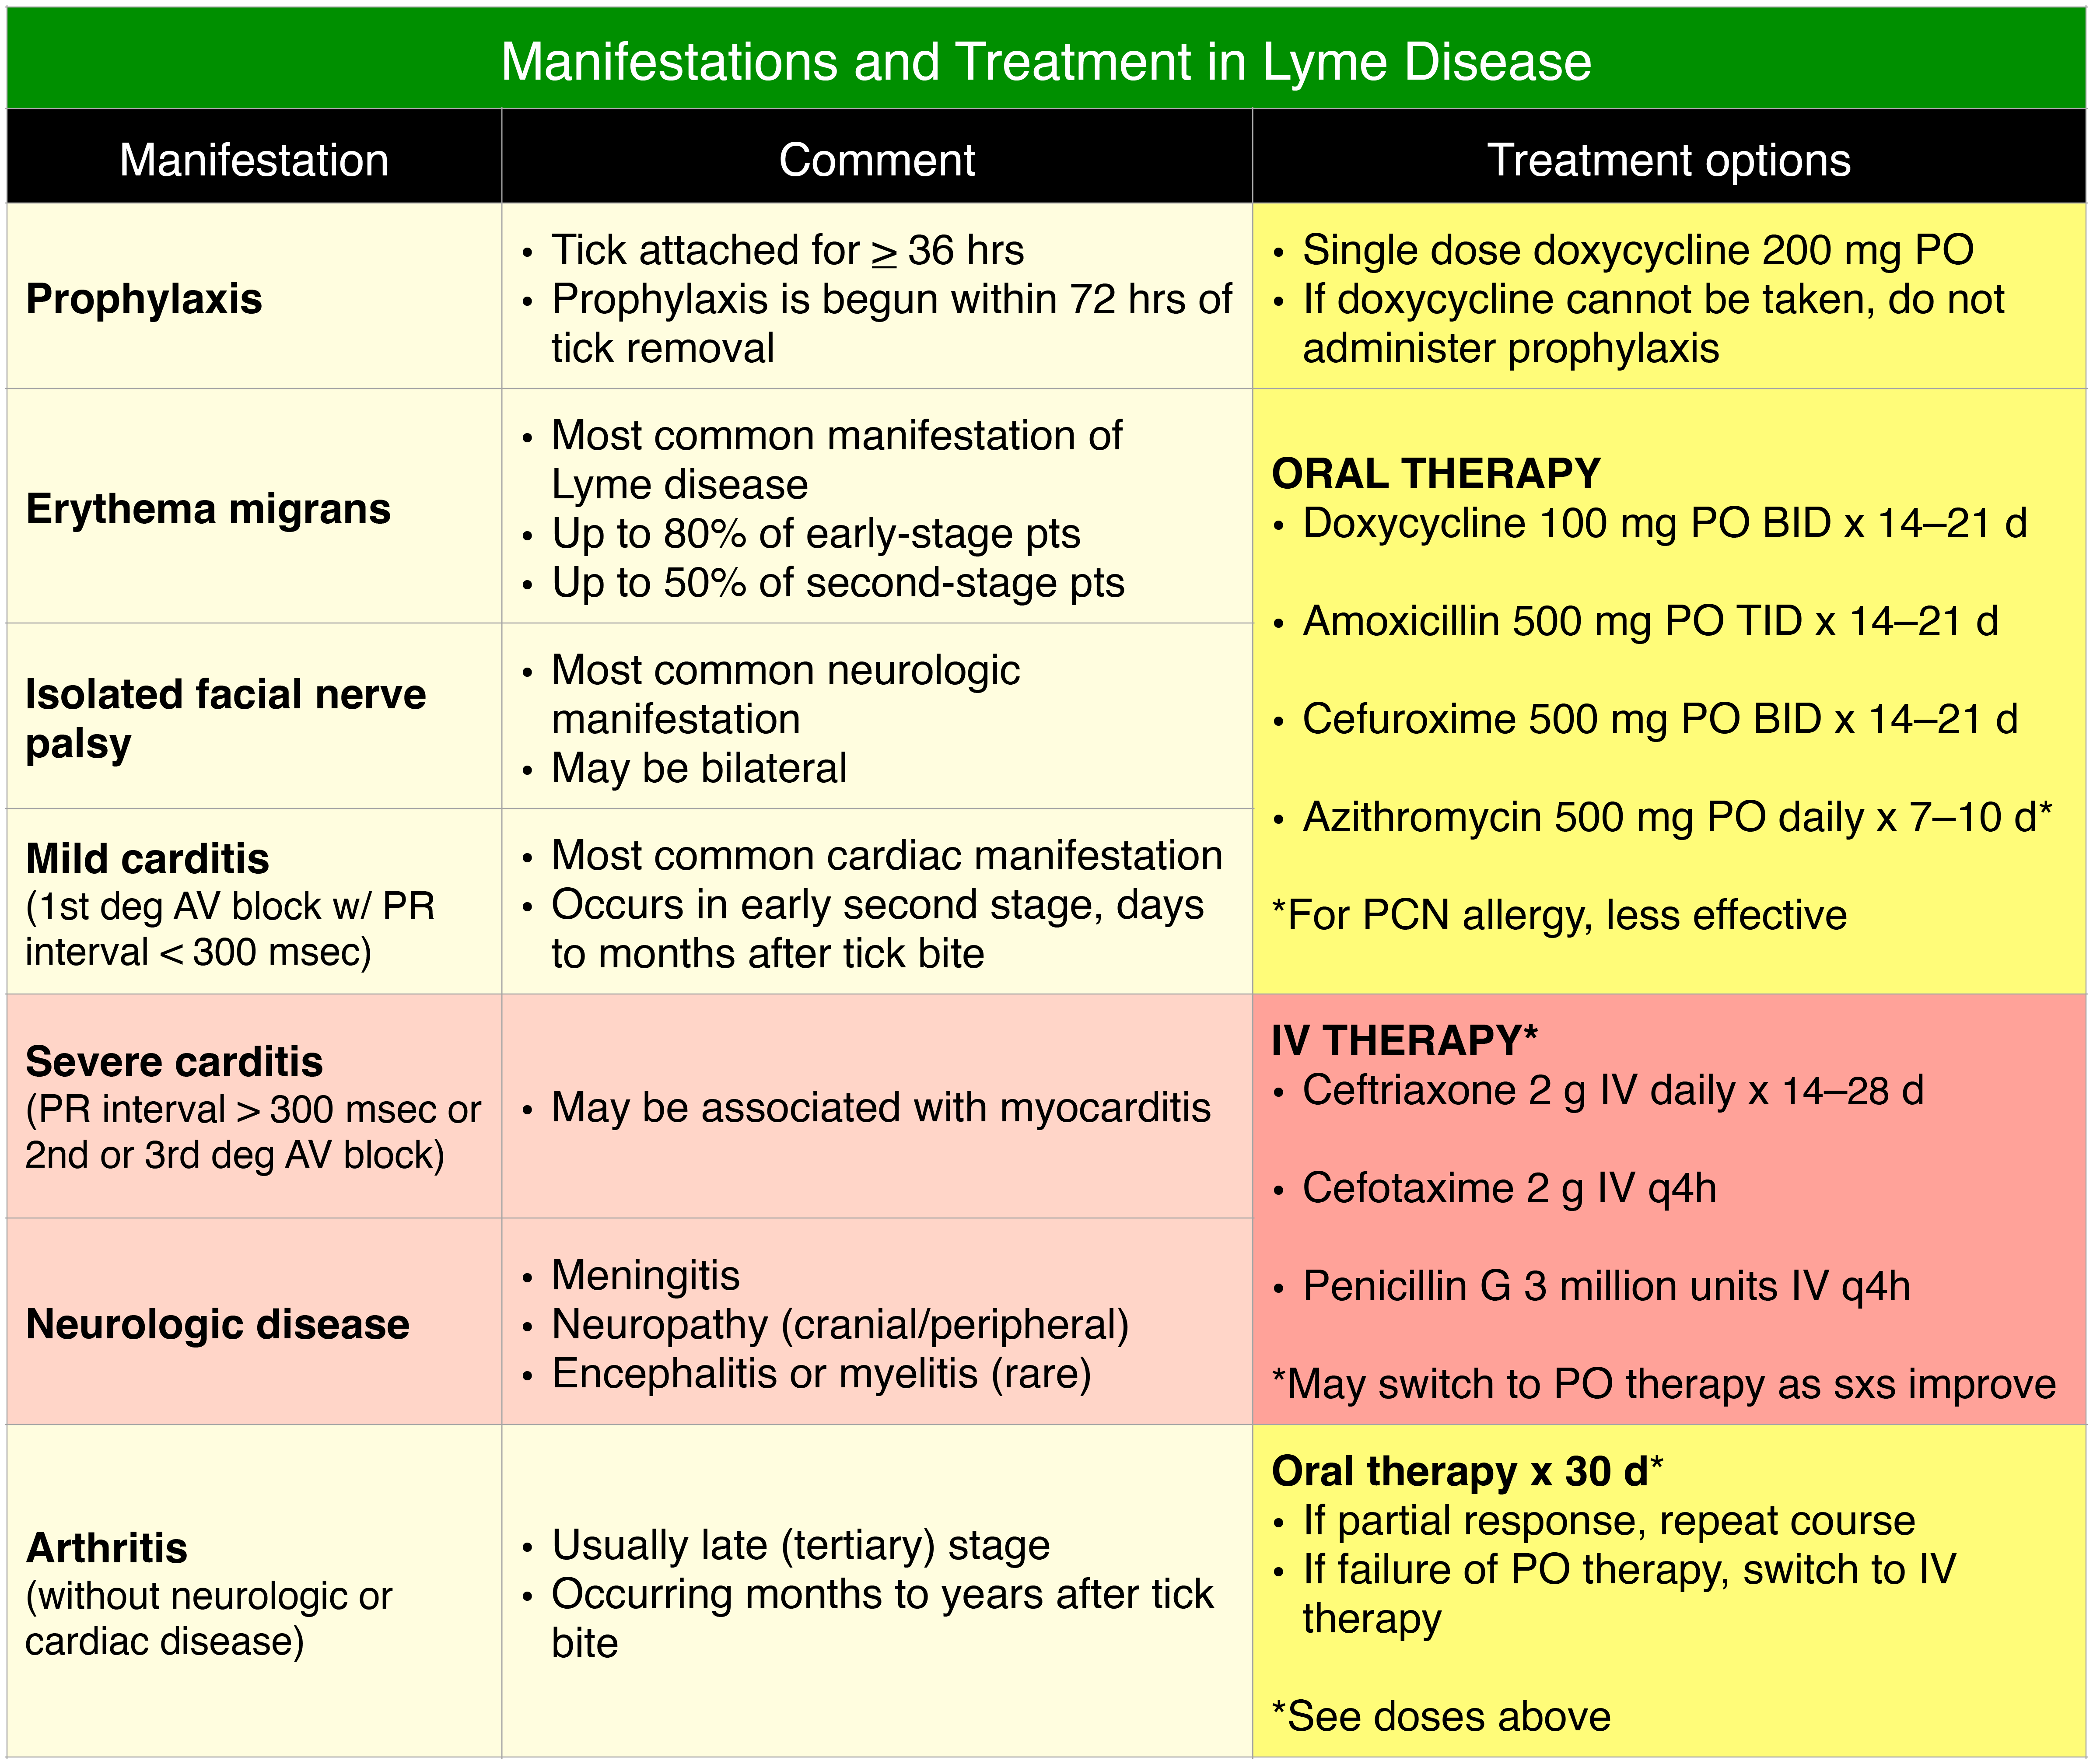 Manifestations and Treatment in Lyme Disease
Manifestation
Comment
Treatment options
Prophylaxis
• Tick attached for ≥ 36 hrs
• Prophylaxis is begun within 72 hrs of
tick removal
• Single dose doxycycline 200 mg PO
• If doxycycline cannot be taken, do not
administer prophylaxis
Erythema migrans
• Most common manifestation of
Lyme disease
• Up to 80% of early-stage pts
• Up to 50% of second-stage pts
ORAL THERAPY
• Doxycycline 100 mg PO BID x 14–21 d
• Amoxicillin 500 mg PO TID x 14–21 d
• Cefuroxime 500 mg PO BID x 14–21 d
• Azithromycin 500 mg PO daily x 7–10 d*
*For PCN allergy, less effective
Isolated facial nerve
palsy
• Most common neurologic
manifestation
• May be bilateral
Mild carditis
(1st deg AV block w/ PR
interval < 300 msec)
• Most common cardiac manifestation
• Occurs in early second stage, days
to months after tick bite
Severe carditis
(PR interval > 300 msec or
2nd or 3rd deg AV block)
• May be associated with myocarditis
IV THERAPY*
• Ceftriaxone 2 g IV daily x 14–28 d
• Cefotaxime 2 g IV q4h
• Penicillin G 3 million units IV q4h
*May switch to PO therapy as sxs improve
Neurologic disease
• Meningitis
• Neuropathy (cranial/peripheral)
• Encephalitis or myelitis (rare)
Arthritis
(without neurologic or
cardiac disease)
• Usually late (tertiary) stage
• Occurring months to years after tick
bite
Oral therapy x 30 d*
• If partial response, repeat course
• If failure of PO therapy, switch to IV
therapy
*See doses above